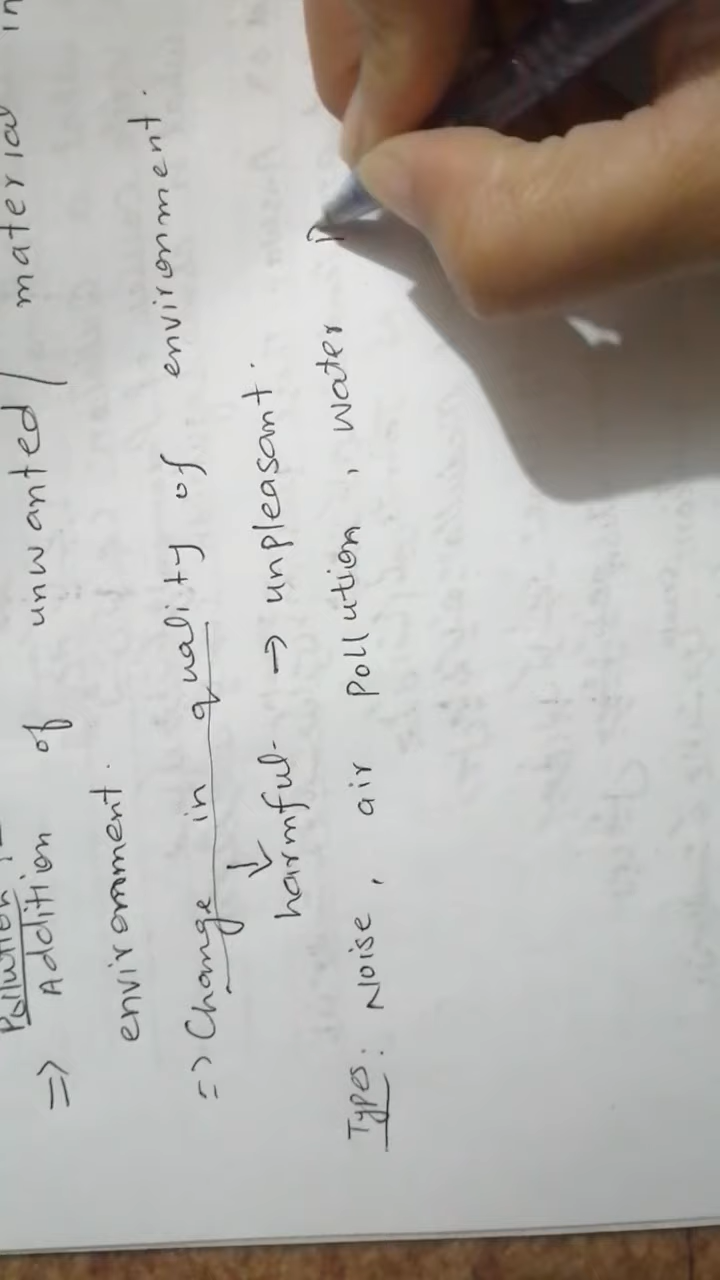 Pollution :-
=> Addition of unwanted / material in
environment.
=> Change in quality of environment.
↓
harmful. → unpleasant.
Types: Noise, air pollution, water